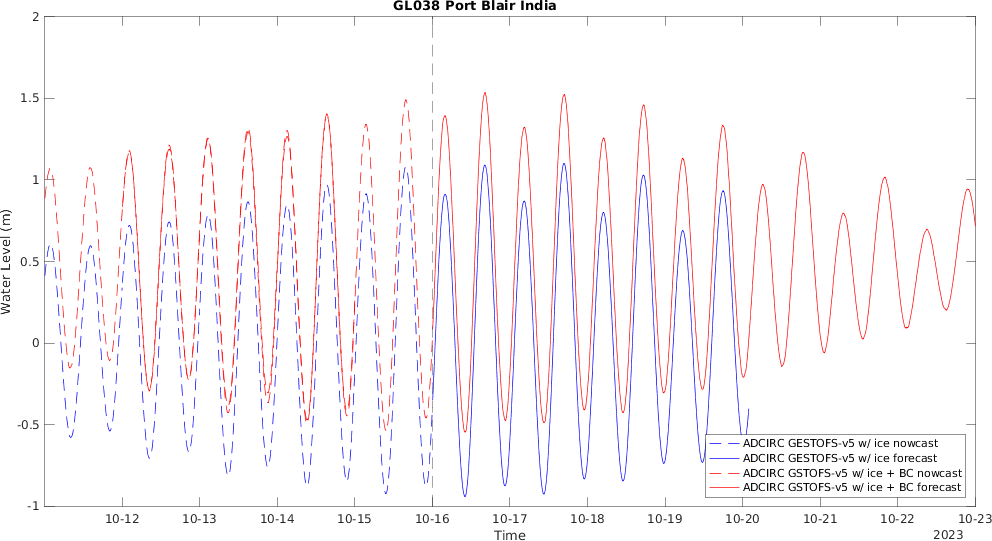 GL038 Port Blair India
2
1.5
1
0.5
0
-0.5
-1
Water Level (m)
10-12 10-13 10-14 10-15 10-16 10-17 10-18 10-19 10-20 10-21 10-22 10-23
Time
2023
ADCIRC GESTOFS-v5 w/ ice nowcast
ADCIRC GESTOFS-v5 w/ ice forecast
ADCIRC GSTOFS-v5 w/ ice + BC nowcast
ADCIRC GSTOFS-v5 w/ ice + BC forecast